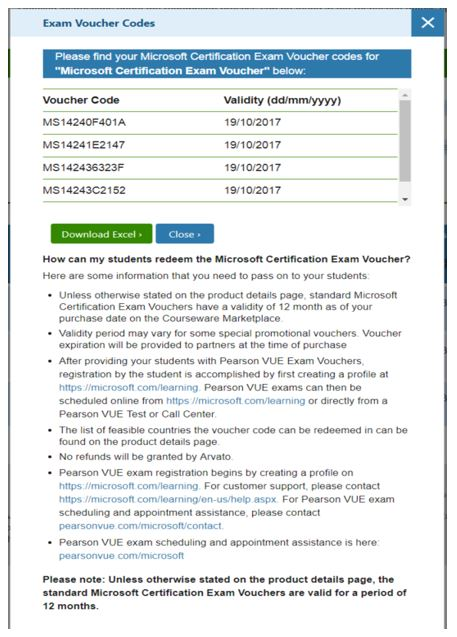 Exam Voucher Codes
Please find your Microsoft Certification Exam Voucher codes for
"Microsoft Certification Exam Voucher" below:
Voucher Code Validity (dd/mm/yyyy)
MS14240F401A 19/10/2017
MS14241E2147 19/10/2017
MS142436323F 19/10/2017
MS14243C2152 19/10/2017
Download Excel › Close ›
How can my students redeem the Microsoft Certification Exam Voucher?
Here are some information that you need to pass on to your students:
• Unless otherwise stated on the product details page, standard Microsoft
Certification Exam Vouchers have a validity of 12 month as of your
purchase date on the Courseware Marketplace.
• Validity period may vary for some special promotional vouchers. Voucher
expiration will be provided to partners at the time of purchase
• After providing your students with Pearson VUE Exam Vouchers,
registration by the student is accomplished by first creating a profile at
https://microsoft.com/learning. Pearson VUE exams can then be
scheduled online from https://microsoft.com/learning or directly from a
Pearson VUE Test or Call Center.
• The list of feasible countries the voucher code can be redeemed in can be
found on the product details page.
• No refunds will be granted by Arvato.
• Pearson VUE exam registration begins by creating a profile on
https://microsoft.com/learning. For customer support, please contact
https://microsoft.com/learning/en-us/help.aspx. For Pearson VUE exam
scheduling and appointment assistance, please contact
pearsonvue.com/microsoft/contact.
• Pearson VUE exam scheduling and appointment assistance is here:
pearsonvue.com/microsoft
Please note: Unless otherwise stated on the product details page, the
standard Microsoft Certification Exam Vouchers are valid for a period of
12 months.